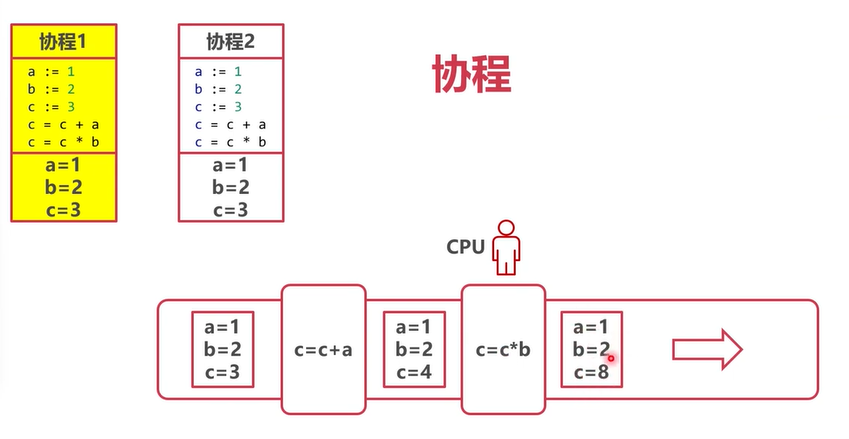 协程1
a := 1
b := 2
c := 3
c = c + a
c = c * b
a=1
b=2
c=3
协程2
a := 1
b := 2
c := 3
c = c + a
c = c * b
a=1
b=2
c=3
协程
CPU
a=1
b=2
c=3
c=c+a
a=1
b=2
c=4
c=c*b
a=1
b=2
c=8